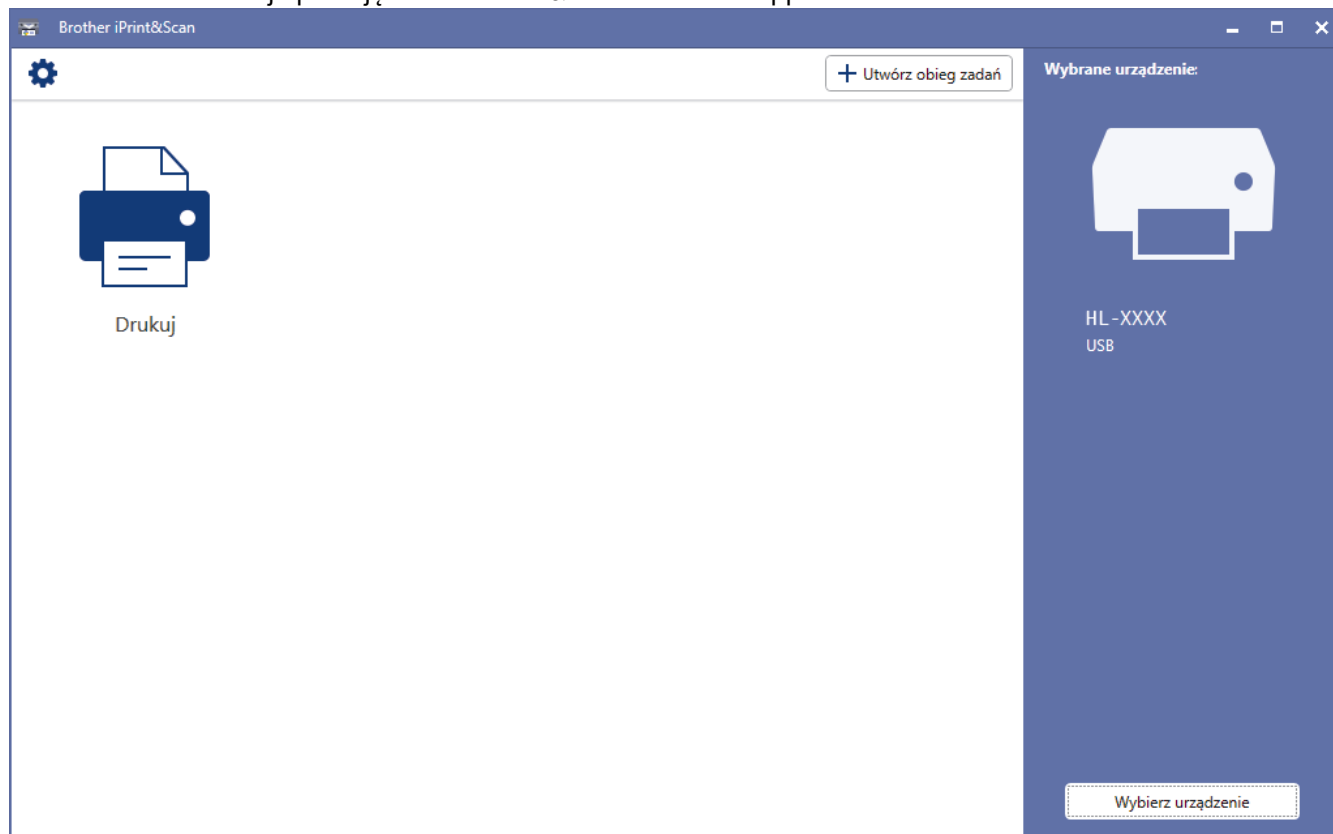 Brother iPrint&Scan
+ Utwórz obieg zadań
Wybrane urządzenie:
Drukuj
HL-XXXX
USB
Wybierz urządzenie